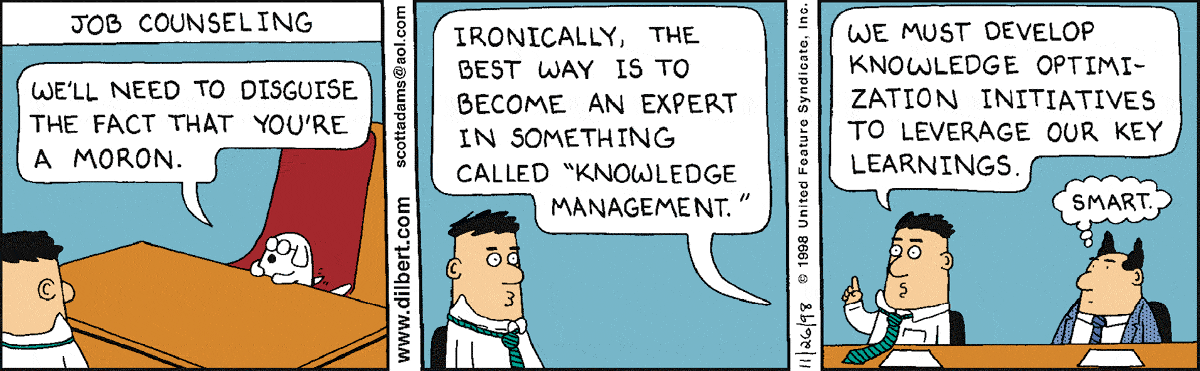 JOB COUNSELING
WE'LL NEED TO DISGUISE
THE FACT THAT YOU'RE
A MORON.
www.dilbert.com scottadams@aol.com
IRONICALLY, THE
BEST WAY IS TO
BECOME AN EXPERT
IN SOMETHING
CALLED "KNOWLEDGE
MANAGEMENT."
11/26/98 © 1998 United Feature Syndicate, Inc.
WE MUST DEVELOP
KNOWLEDGE OPTIMI-
ZATION INITIATIVES
TO LEVERAGE OUR KEY
LEARNINGS.
SMART.